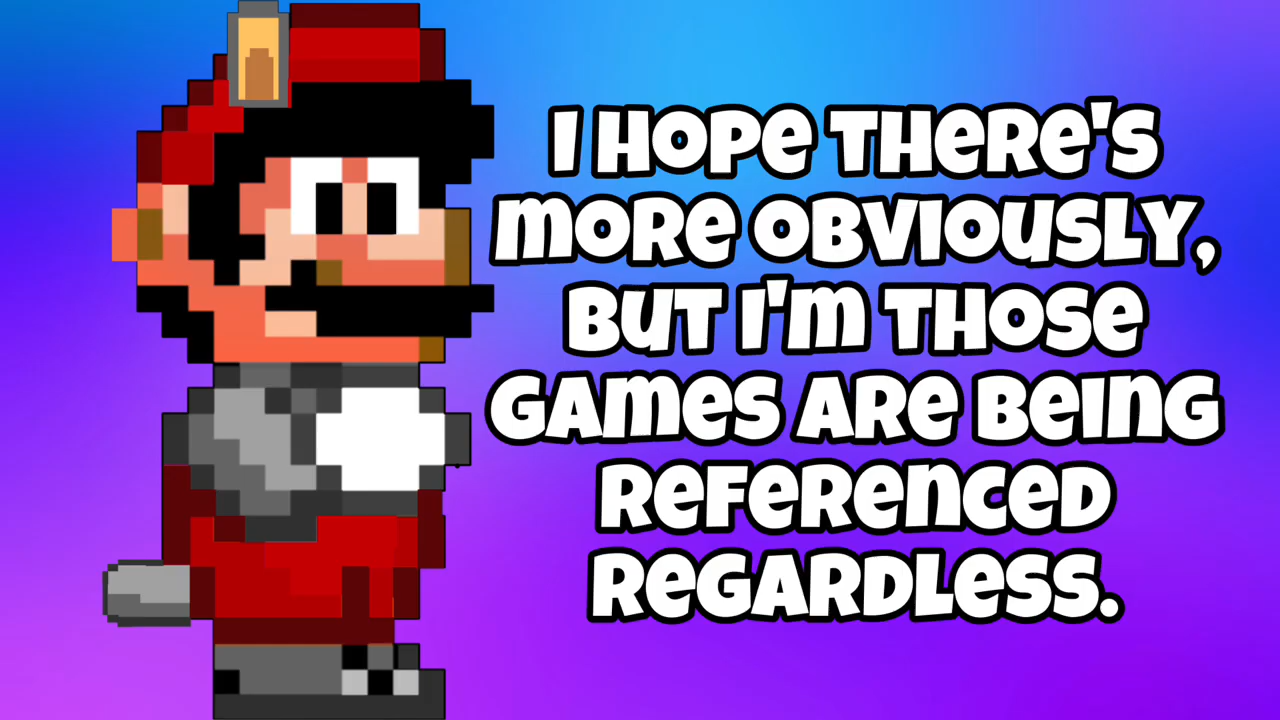 I HOPE THERE'S
MORE OBVIOUSLY,
BUT I'M THOSE
GAMES ARE BEING
REFERENCED
REGARDLESS.